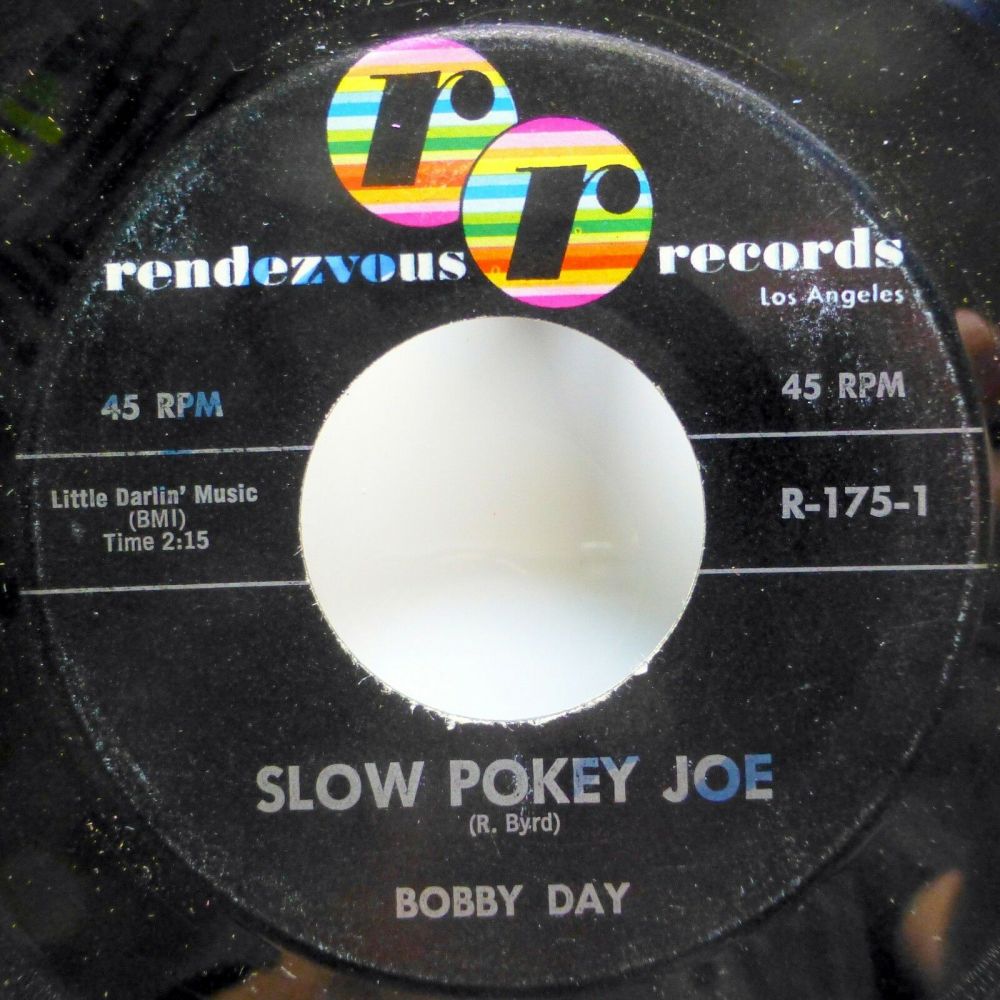 r
r
rendezvous records
Los Angeles
45 RPM
45 RPM
Little Darlin' Music
(BMI)
Time 2:15
R-175-1
SLOW POKEY JOE
(R. Byrd)
BOBBY DAY